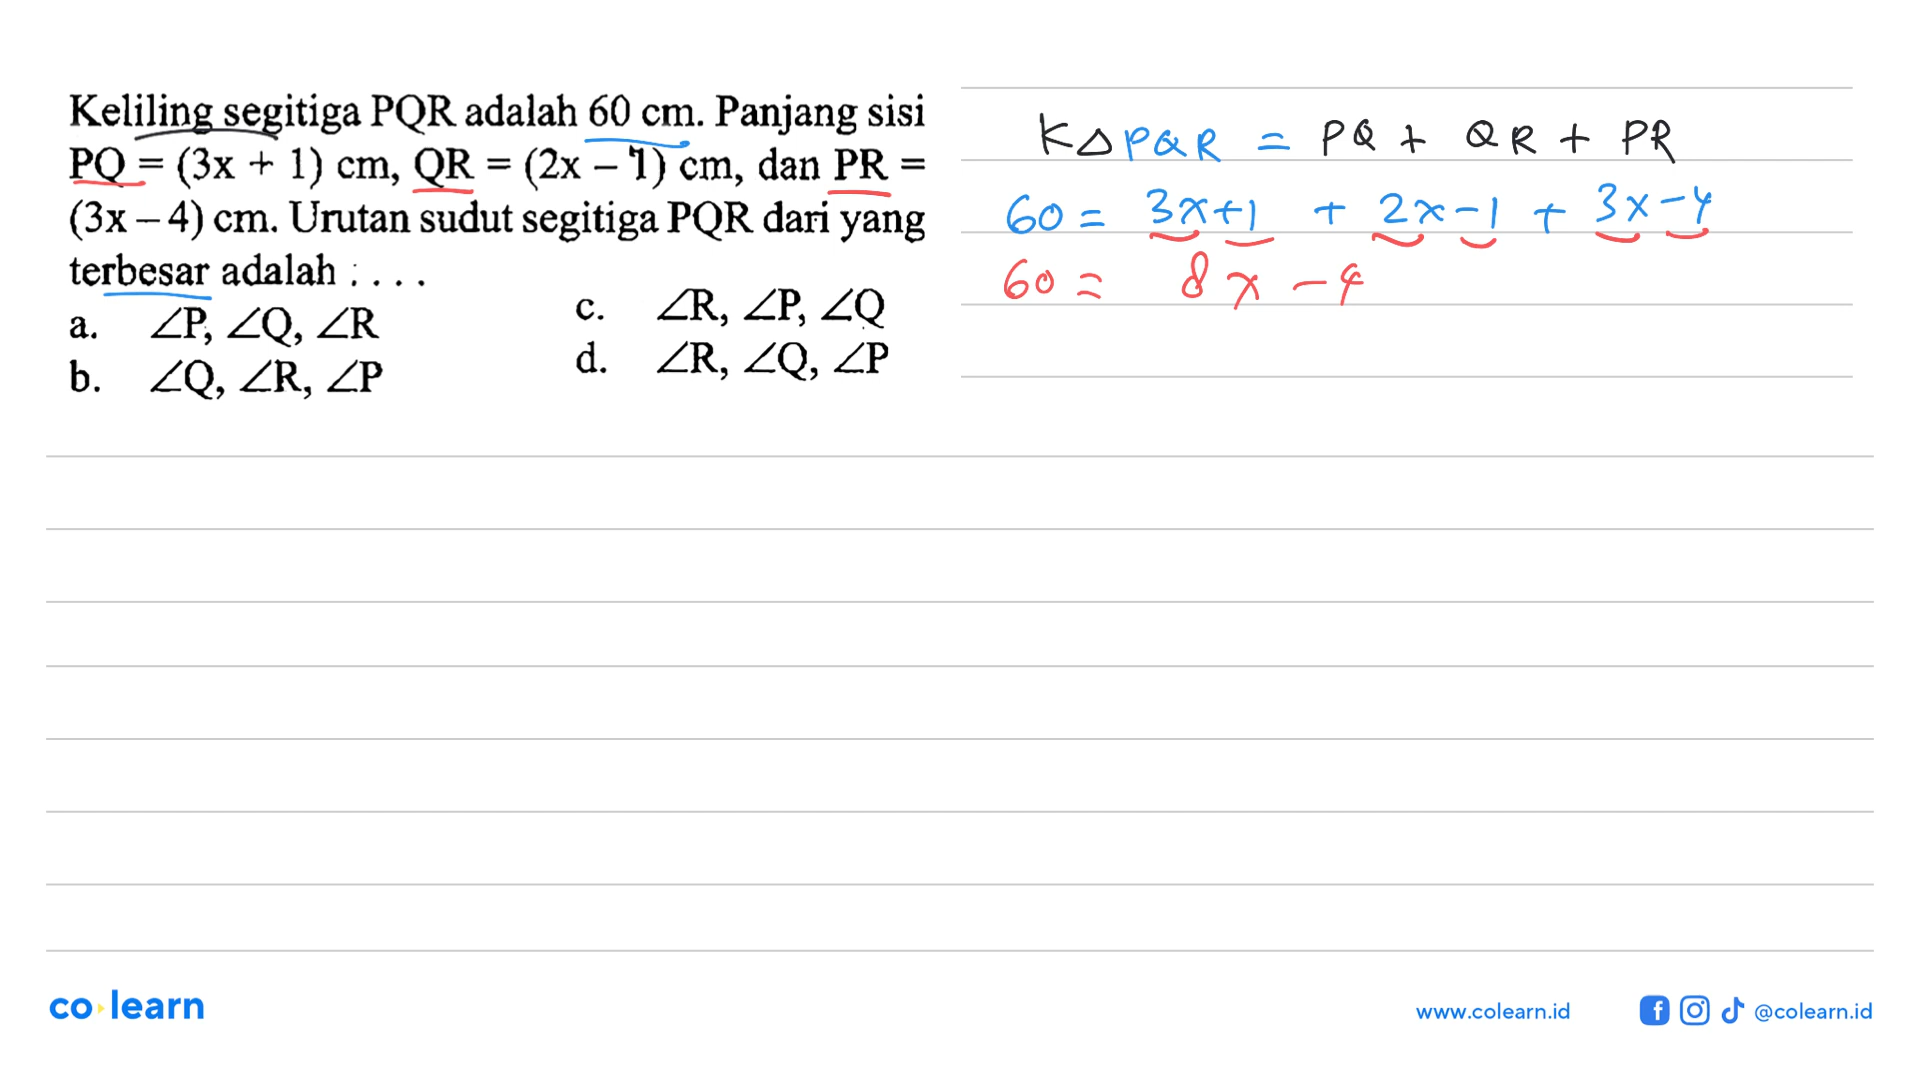 Keliling segitiga PQR adalah 60 cm. Panjang sisi
PQ = (3x + 1) cm, QR = (2x – 1) cm, dan PR =
(3x – 4) cm. Urutan sudut segitiga PQR dari yang
terbesar adalah . . . .
a. ∠P, ∠Q, ∠R
b. ∠Q, ∠R, ∠P
c. ∠R, ∠P, ∠Q
d. ∠R, ∠Q, ∠P
K△PQR = PQ + QR + PR
60 = 3x+1 + 2x-1 + 3x-4
60 = 8x - 4
co learn
www.colearn.id
@colearn.id